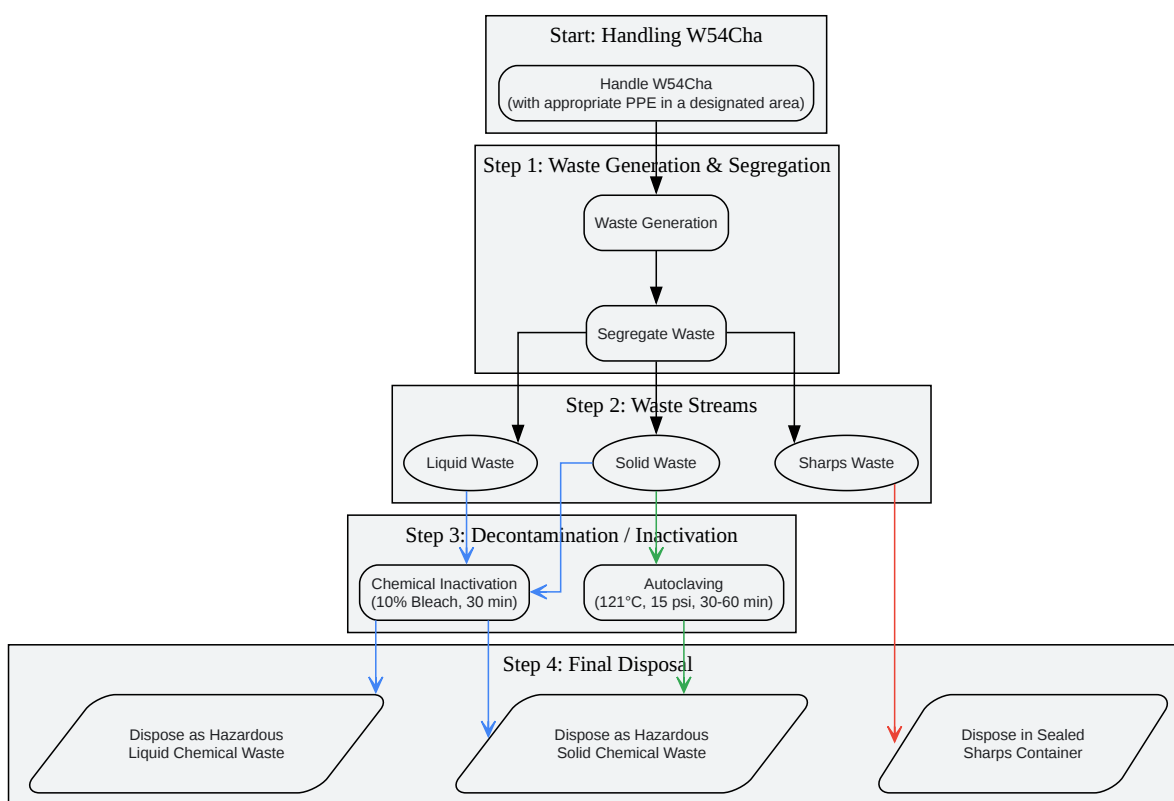 Start: Handling W54Cha
Handle W54Cha
(with appropriate PPE in a designated area)
Step 1: Waste Generation & Segregation
Waste Generation
Segregate Waste
Step 2: Waste Streams
Liquid Waste
Solid Waste
Sharps Waste
Step 3: Decontamination / Inactivation
Chemical Inactivation
(10% Bleach, 30 min)
Autoclaving
(121°C, 15 psi, 30-60 min)
Step 4: Final Disposal
Dispose as Hazardous
Liquid Chemical Waste
Dispose as Hazardous
Solid Chemical Waste
Dispose in Sealed
Sharps Container